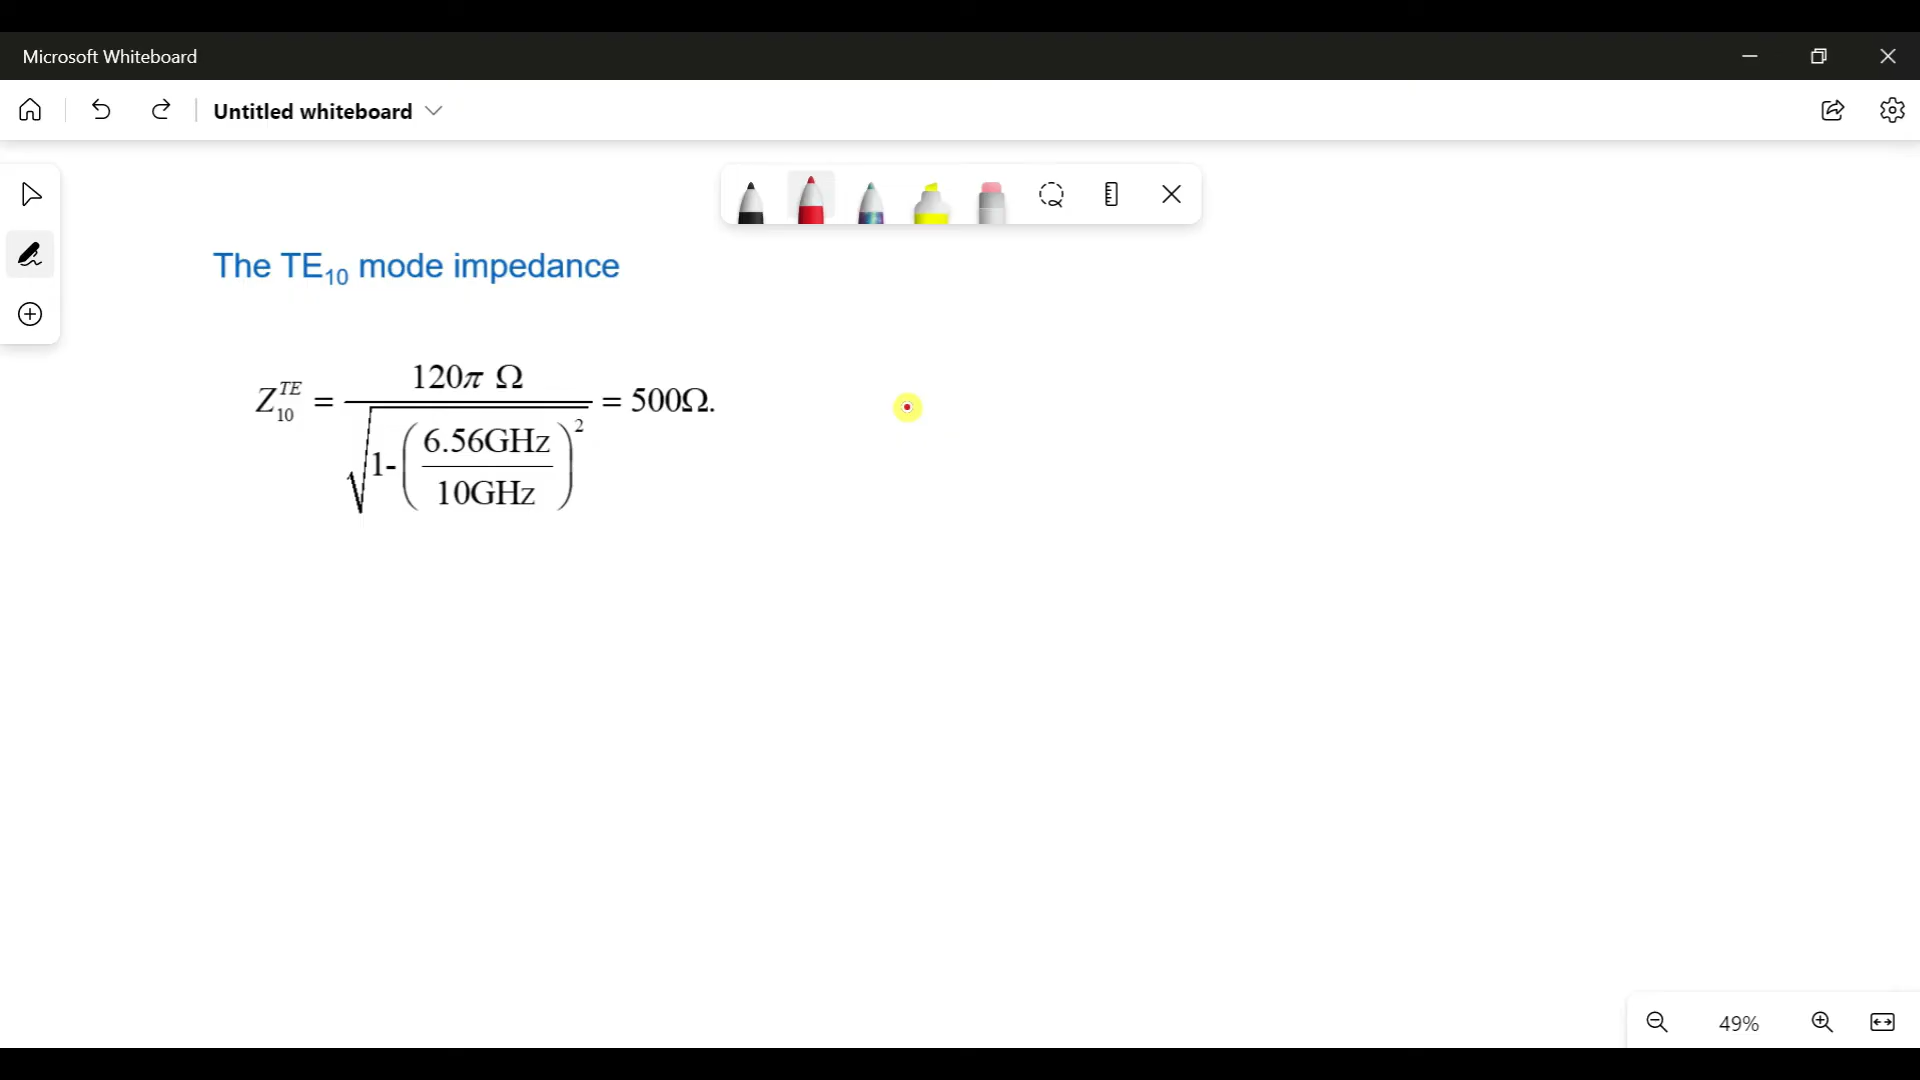 Microsoft Whiteboard
Untitled whiteboard
The TE₁₀ mode impedance
Z₁₀ᵀᴱ = 120π Ω / √(1-(6.56GHz / 10GHz)²) = 500Ω.
49%